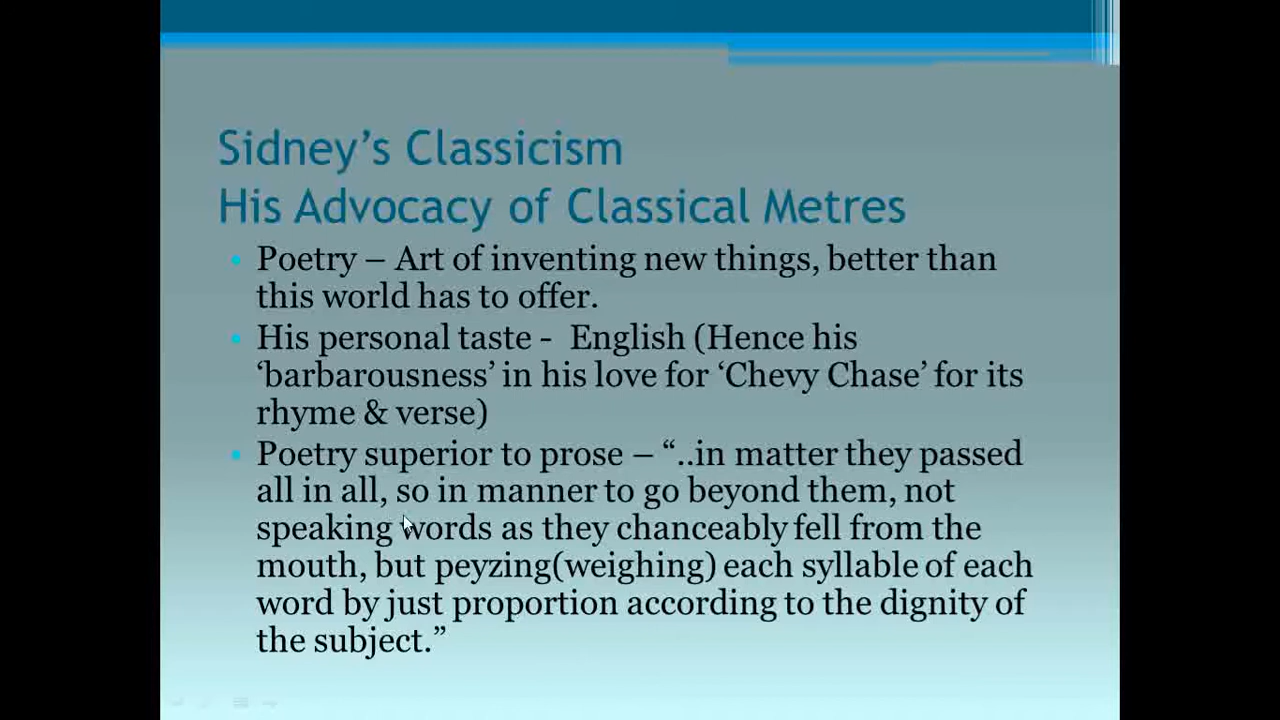 Sidney’s Classicism
His Advocacy of Classical Metres
• Poetry – Art of inventing new things, better than
this world has to offer.
• His personal taste -  English (Hence his
‘barbarousness’ in his love for ‘Chevy Chase’ for its
rhyme & verse)
• Poetry superior to prose – “..in matter they passed
all in all, so in manner to go beyond them, not
speaking words as they chanceably fell from the
mouth, but peyzing(weighing) each syllable of each
word by just proportion according to the dignity of
the subject.”